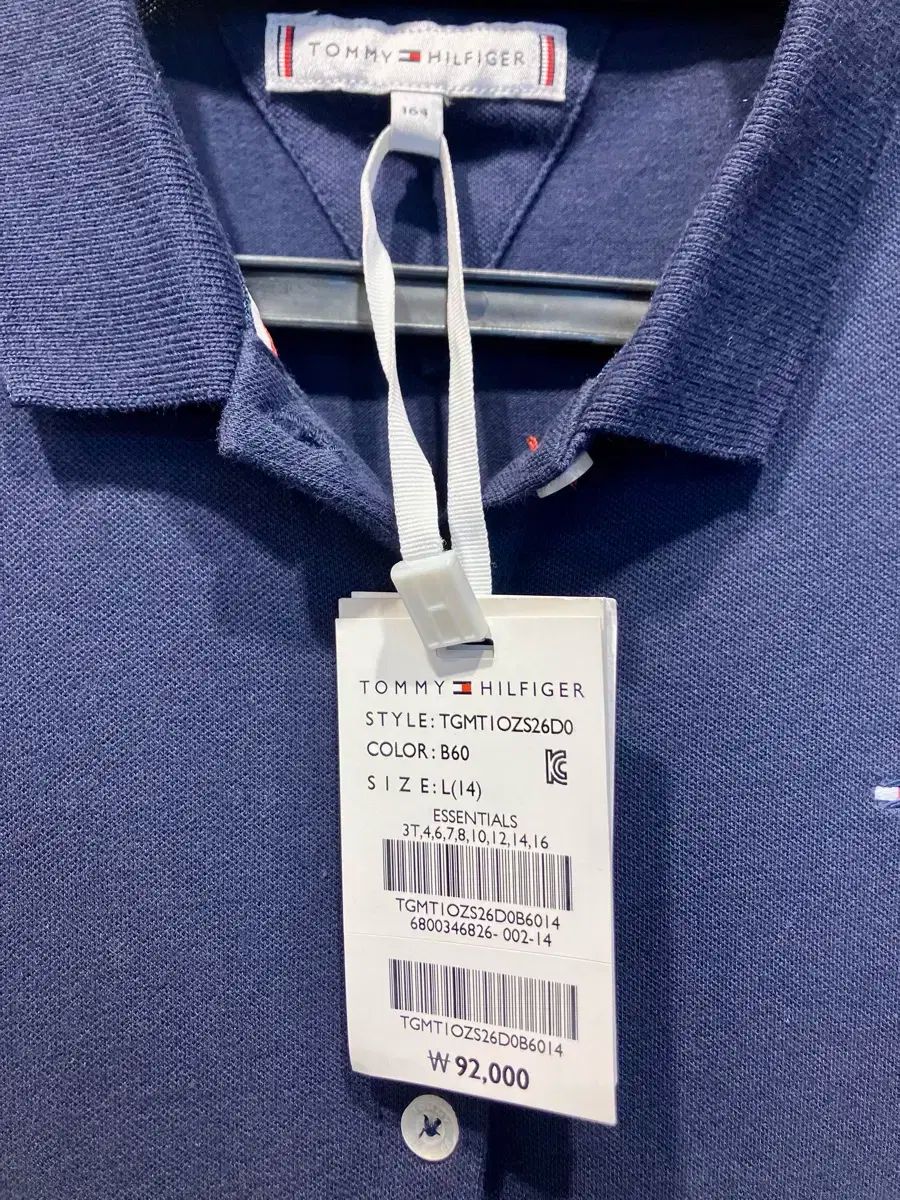 TOMMY HILFIGER
164
TOMMY HILFIGER
STYLE: TGMT1OZS26D0
COLOR: B60
SIZE: L(14)
ESSENTIALS
3T,4,6,7,8,10,12,14,16
TGMT1OZS26D0B6014
6800346826- 002-14
TGMT1OZS26D0B6014
₩ 92,000